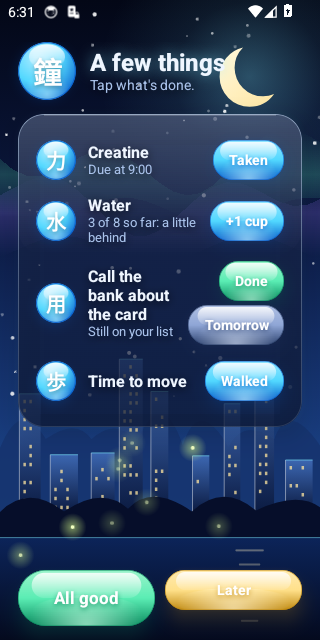 6:31
鐘
A few things
Tap what's done.
力
Creatine
Due at 9:00
Taken
水
Water
3 of 8 so far: a little
behind
+1 cup
用
Call the
bank about
the card
Still on your list
Done
Tomorrow
歩
Time to move
Walked
All good
Later